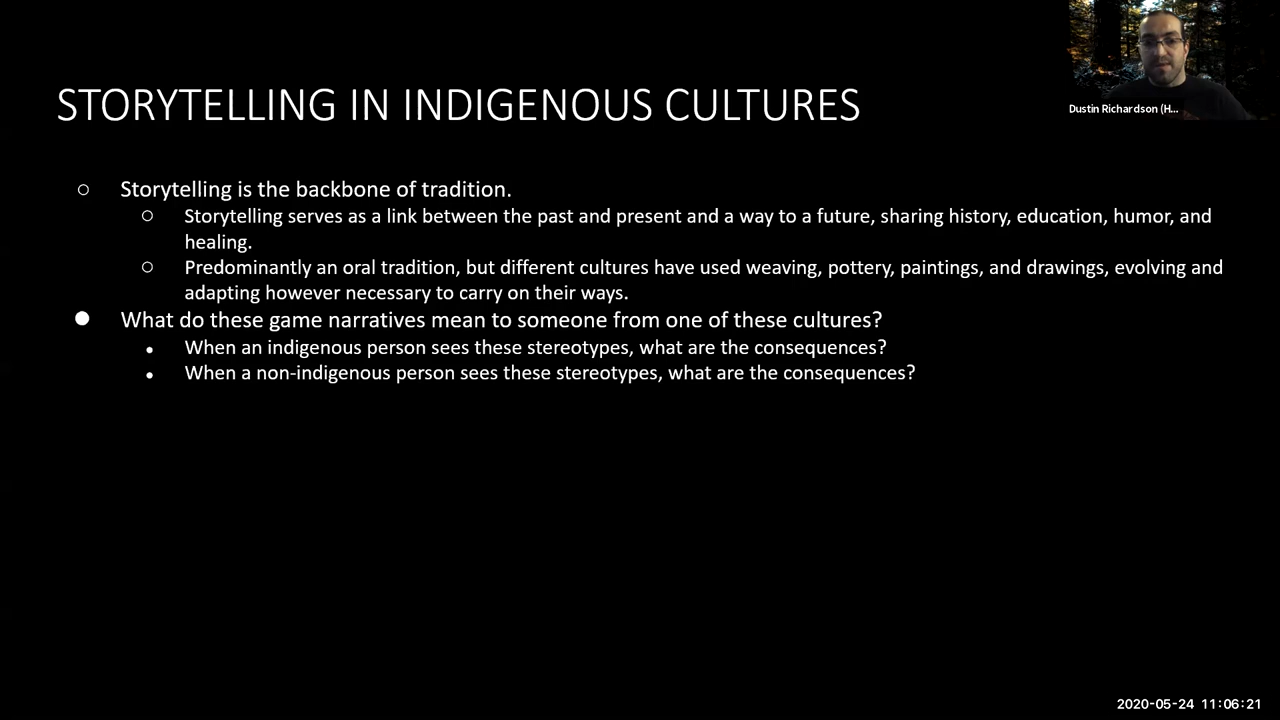 Dustin Richardson (H...
STORYTELLING IN INDIGENOUS CULTURES
○ Storytelling is the backbone of tradition.
○ Storytelling serves as a link between the past and present and a way to a future, sharing history, education, humor, and
healing.
○ Predominantly an oral tradition, but different cultures have used weaving, pottery, paintings, and drawings, evolving and
adapting however necessary to carry on their ways.
● What do these game narratives mean to someone from one of these cultures?
• When an indigenous person sees these stereotypes, what are the consequences?
• When a non-indigenous person sees these stereotypes, what are the consequences?
2020-05-24 11:06:21